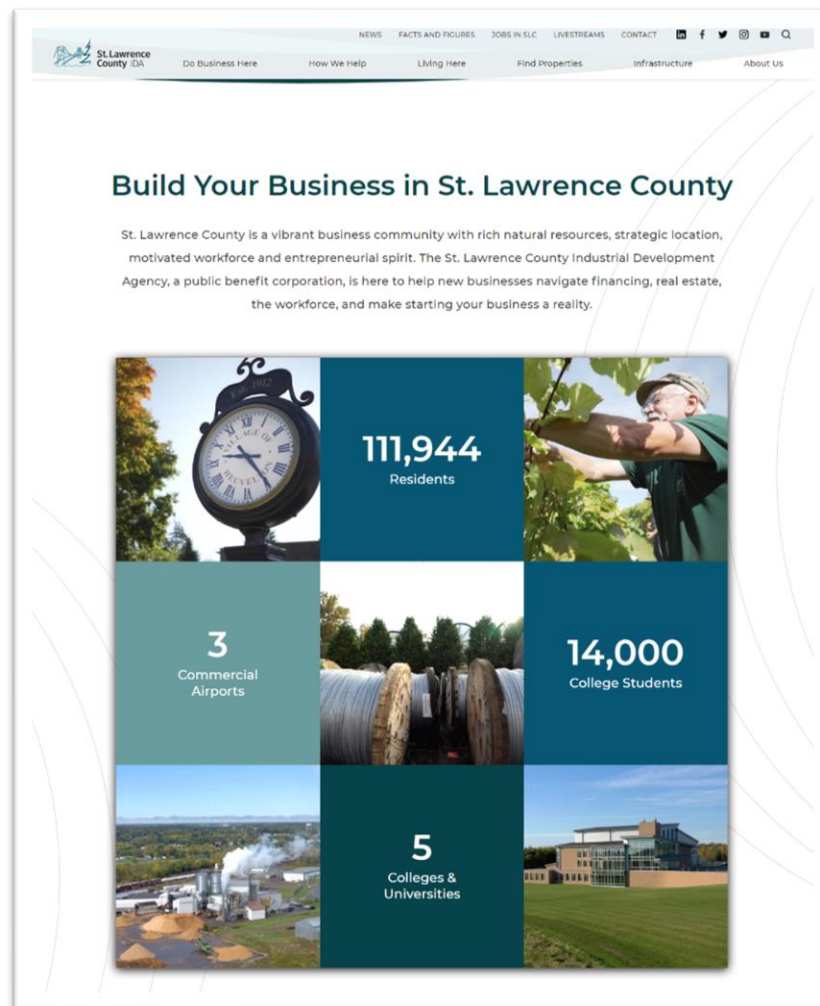 NEWS FACTS AND FIGURES JOBS IN SLC LIVESTREAMS CONTACT
St.Lawrence
County IDA
Do Business Here How We Help Living Here Find Properties Infrastructure About Us
Build Your Business in St. Lawrence County
St. Lawrence County is a vibrant business community with rich natural resources, strategic location,
motivated workforce and entrepreneurial spirit. The St. Lawrence County Industrial Development
Agency, a public benefit corporation, is here to help new businesses navigate financing, real estate,
the workforce, and make starting your business a reality.
Est. 1912
VILLAGE OF
HEUVELTON
111,944
Residents
3
Commercial
Airports
14,000
College Students
5
Colleges &
Universities